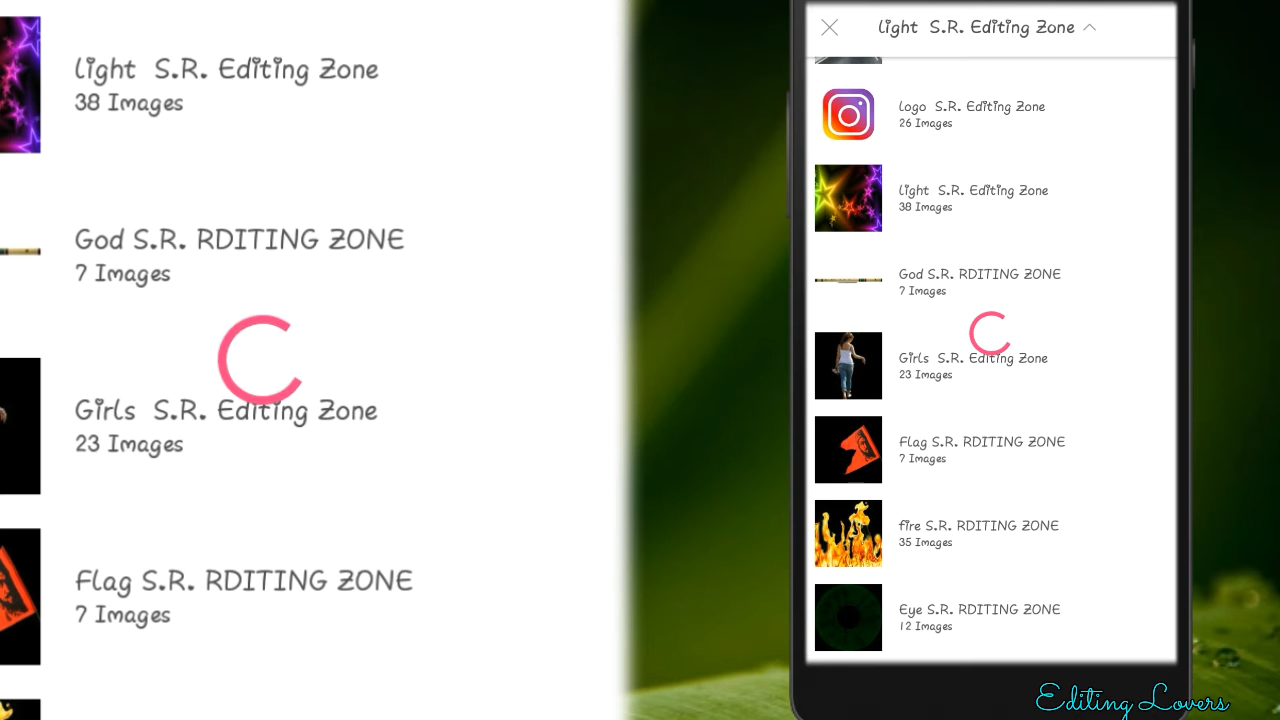 light  S.R. Editing Zone
38 Images
God S.R. RDITING ZONE
7 Images
Girls  S.R. Editing Zone
23 Images
Flag S.R. RDITING ZONE
7 Images
light  S.R. Editing Zone
logo  S.R. Editing Zone
26 Images
light  S.R. Editing Zone
38 Images
God S.R. RDITING ZONE
7 Images
Girls  S.R. Editing Zone
23 Images
Flag S.R. RDITING ZONE
7 Images
fire S.R. RDITING ZONE
35 Images
Eye S.R. RDITING ZONE
12 Images
Editing Lovers